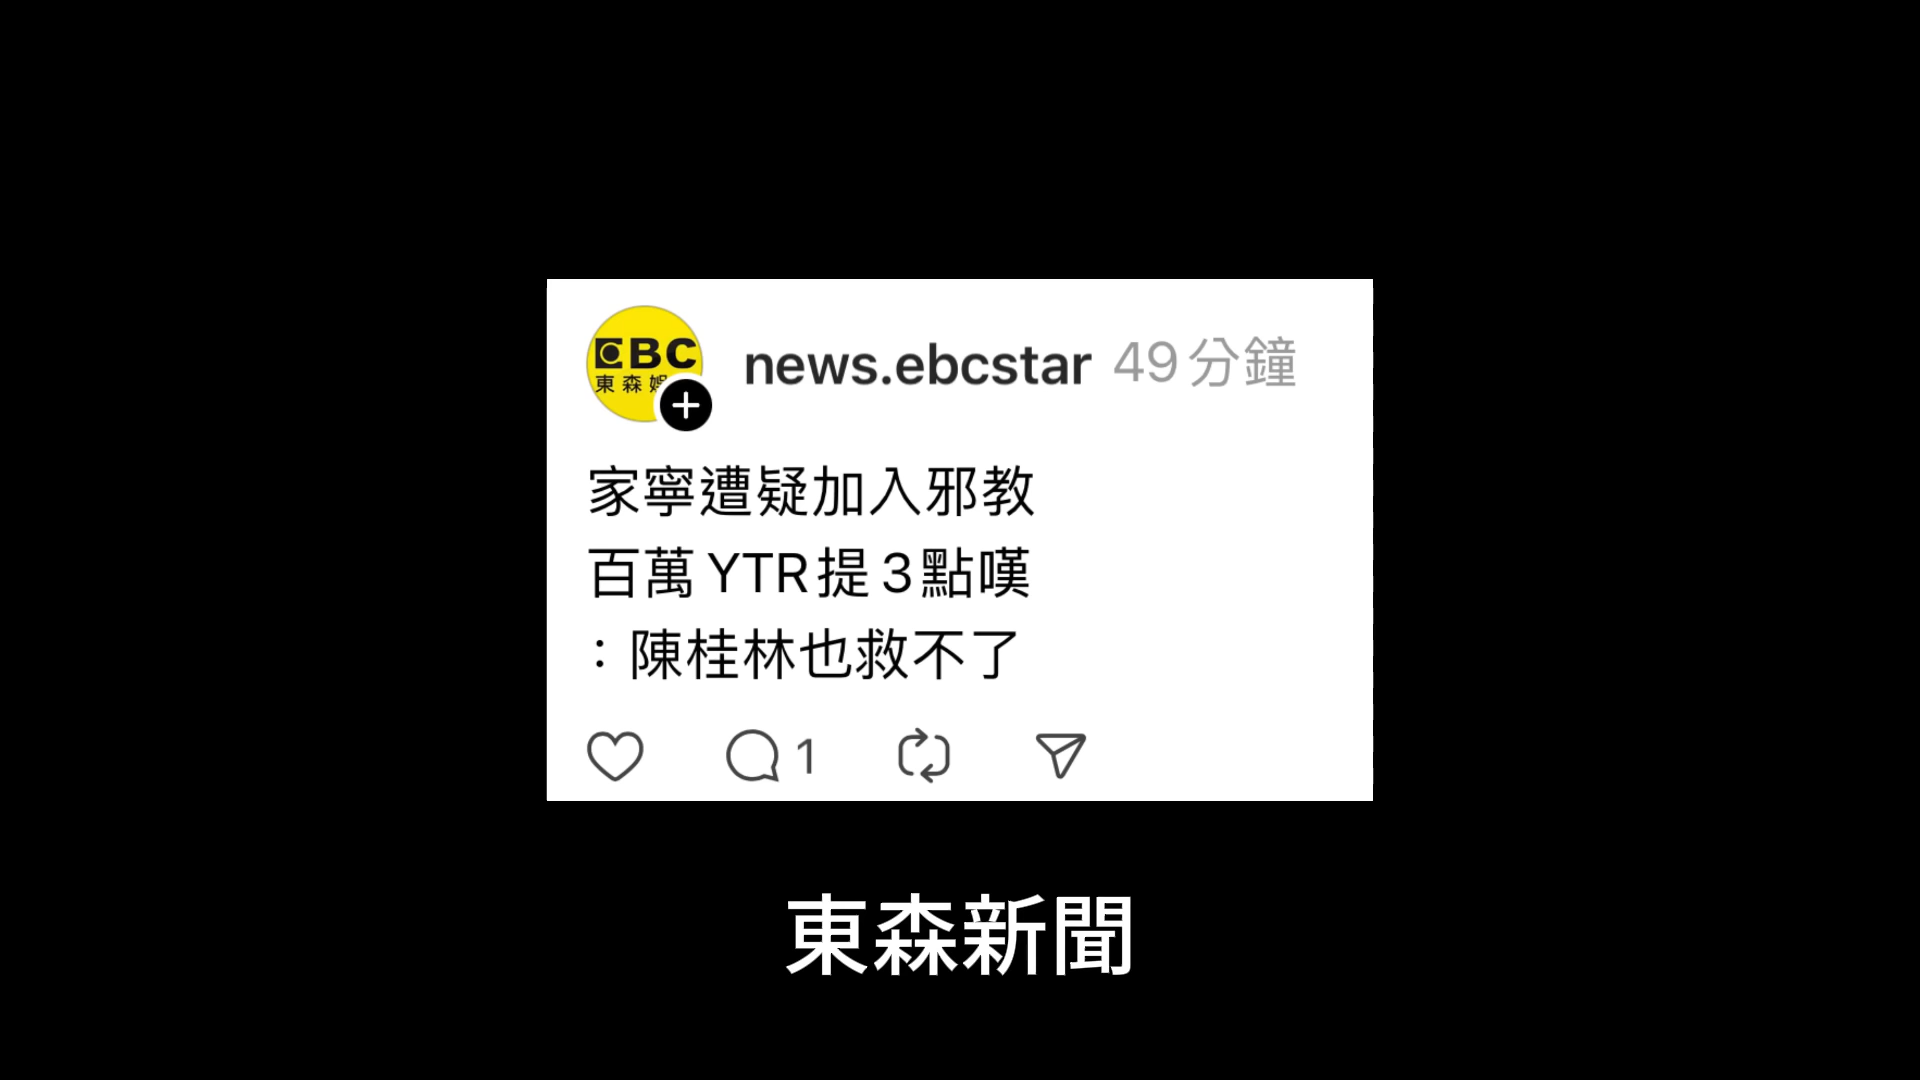 EBC
東森娛
news.ebcstar 49分鐘
家寧遭疑加入邪教
百萬YTR提3點嘆
：陳桂林也救不了
1
東森新聞